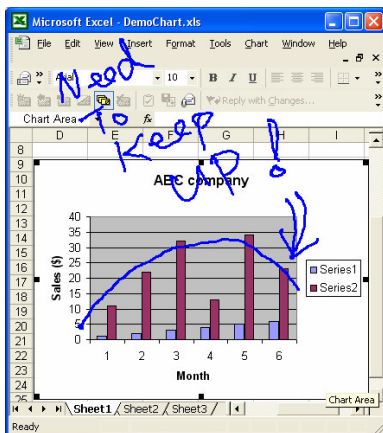 Microsoft Excel - DemoChart.xls
File Edit View Insert Format Tools Chart Window Help
10 B I U
Reply with Changes...
Chart Area fx
Need
to
Keep
UP!
D E F G H I
8
9
10
11
12
13
14
15
16
17
18
19
20
21
22
23
24
25
ABC company
Sales ($)
40
35
30
25
20
15
10
5
0
1 2 3 4 5 6
Month
Series1
Series2
Chart Area
Sheet1 Sheet2 Sheet3
Ready